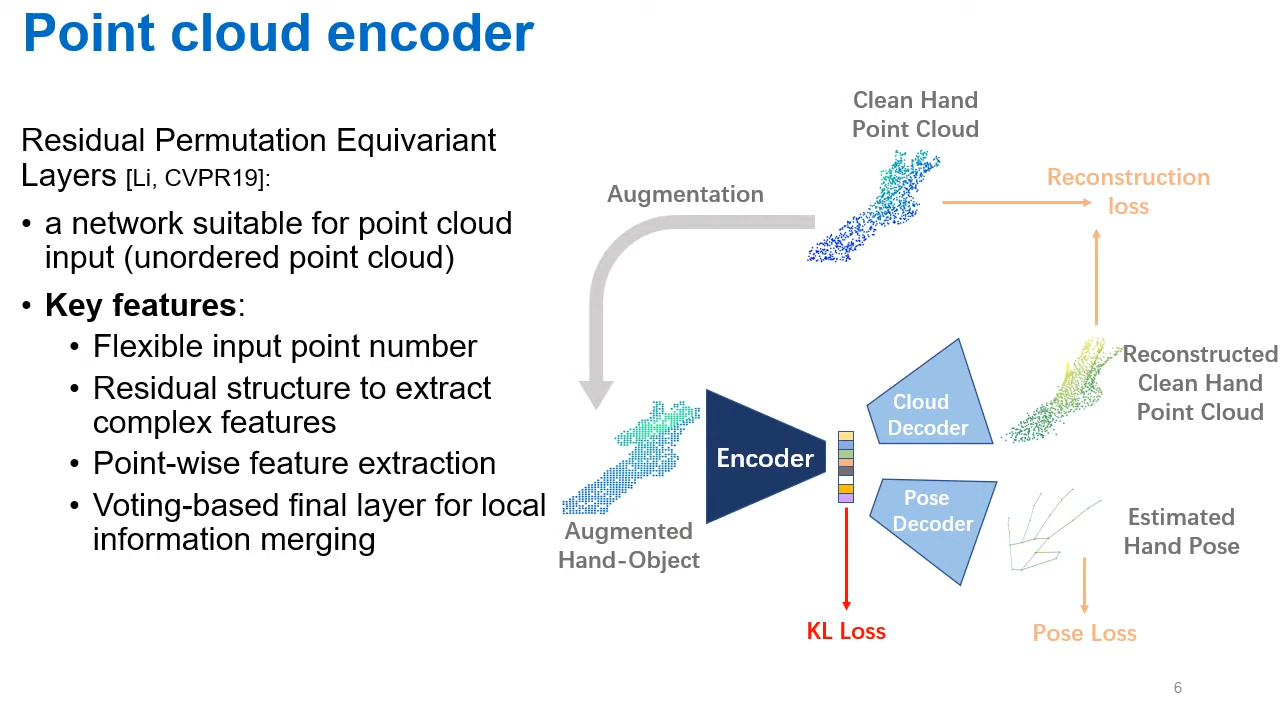 Point cloud encoder
Residual Permutation Equivariant
Layers [Li, CVPR19]:
• a network suitable for point cloud
input (unordered point cloud)
• Key features:
• Flexible input point number
• Residual structure to extract
complex features
• Point-wise feature extraction
• Voting-based final layer for local
information merging
Clean Hand
Point Cloud
Augmentation
Reconstruction
loss
Reconstructed
Clean Hand
Point Cloud
Cloud
Decoder
Encoder
Pose
Decoder
Augmented
Hand-Object
Estimated
Hand Pose
KL Loss
Pose Loss
6